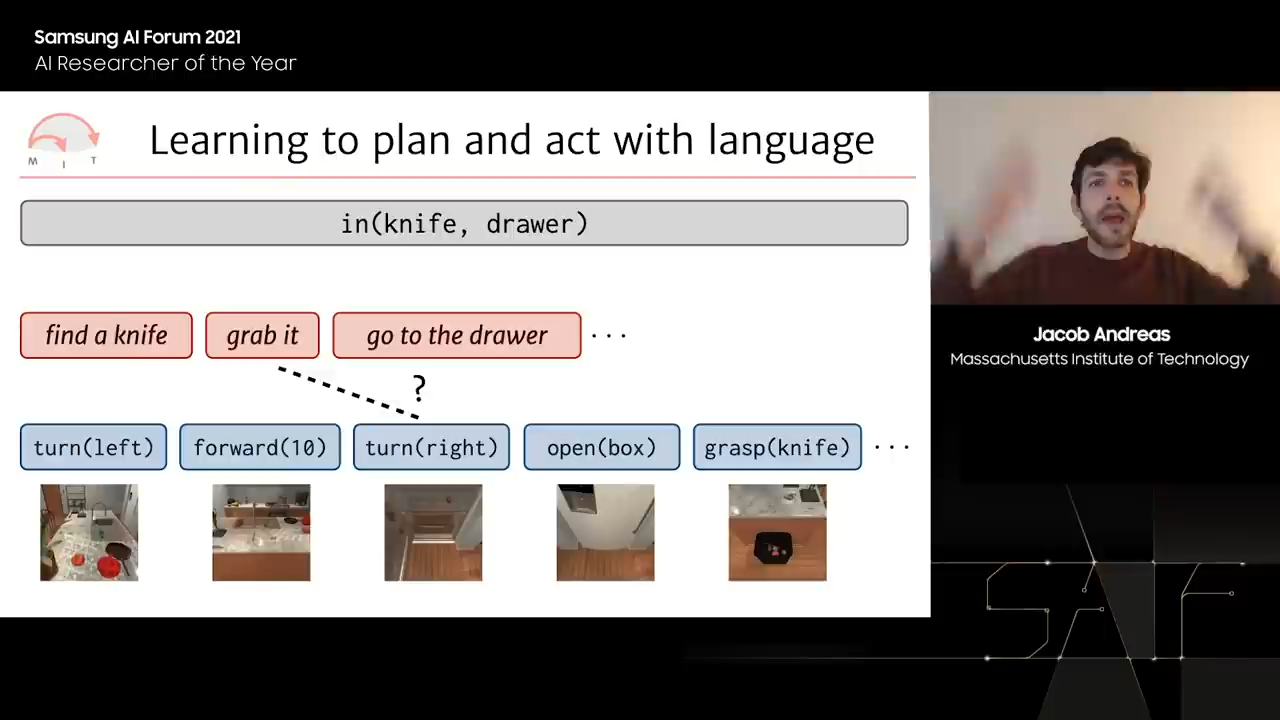 Samsung AI Forum 2021
AI Researcher of the Year
M I T
Learning to plan and act with language
in(knife, drawer)
find a knife
grab it
go to the drawer
...
?
turn(left)
forward(10)
turn(right)
open(box)
grasp(knife)
...
Jacob Andreas
Massachusetts Institute of Technology
SAIF